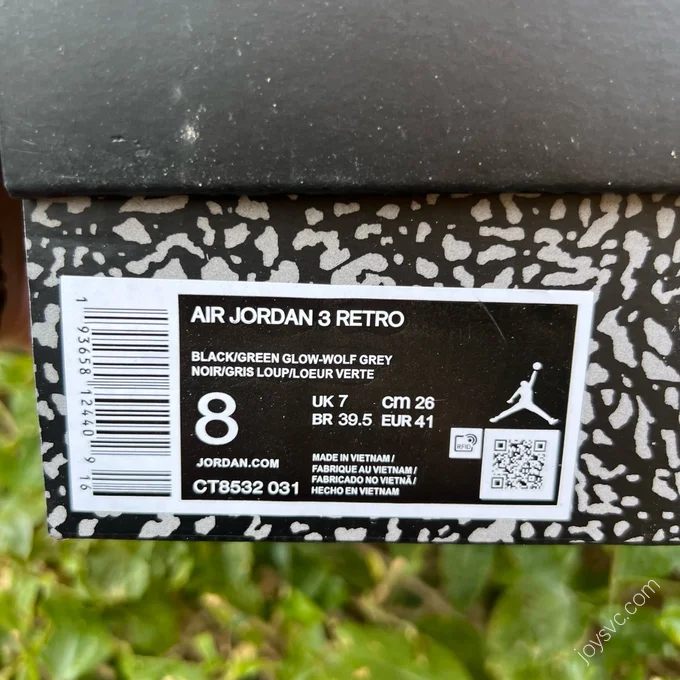 AIR JORDAN 3 RETRO
BLACK/GREEN GLOW-WOLF GREY
NOIR/GRIS LOUP/LOEUR VERTE
8
UK 7 cm 26
BR 39.5 EUR 41
JORDAN.COM
CT8532 031
MADE IN VIETNAM/
FABRIQUE AU VIETNAM/
FABRICADO NO VIETNÃ/
HECHO EN VIETNAM
RFID
1 93658 12440 9 16
joysvc.com